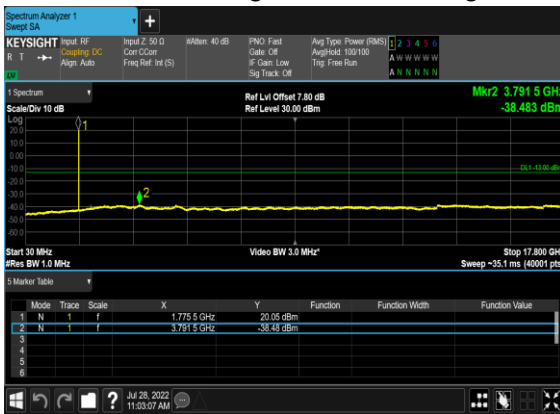 Spectrum Analyzer 1
Swept SA
+
KEYSIGHT Input: RF Input Z: 50 Ω #Atten: 40 dB PNO: Fast Avg Type: Power (RMS) 1 2 3 4 5 6
R T Coupling: DC Corr CCorr Gate: Off Avg|Hold: 100/100 A W W W W W
Align: Auto Freq Ref: Int (S) IF Gain: Low Trig: Free Run
LV Sig Track: Off A N N N N N
1 Spectrum Ref Lvl Offset 7.80 dB Mkr2 3.791 5 GHz
Scale/Div 10 dB Ref Level 30.00 dBm -38.483 dBm
Log
20.0
10.0
0.00
-10.0
DL1 -13.00 dBm
-20.0
-30.0
-40.0
-50.0
-60.0
1
2
Start 30 MHz Video BW 3.0 MHz* Stop 17.800 GHz
#Res BW 1.0 MHz Sweep ~35.1 ms (40001 pts)
5 Marker Table
Mode Trace Scale X Y Function Function Width Function Value
1 N 1 f 1.775 5 GHz 20.05 dBm
2 N 1 f 3.791 5 GHz -38.48 dBm
3
4
5
6
? Jul 28, 2022
11:03:07 AM